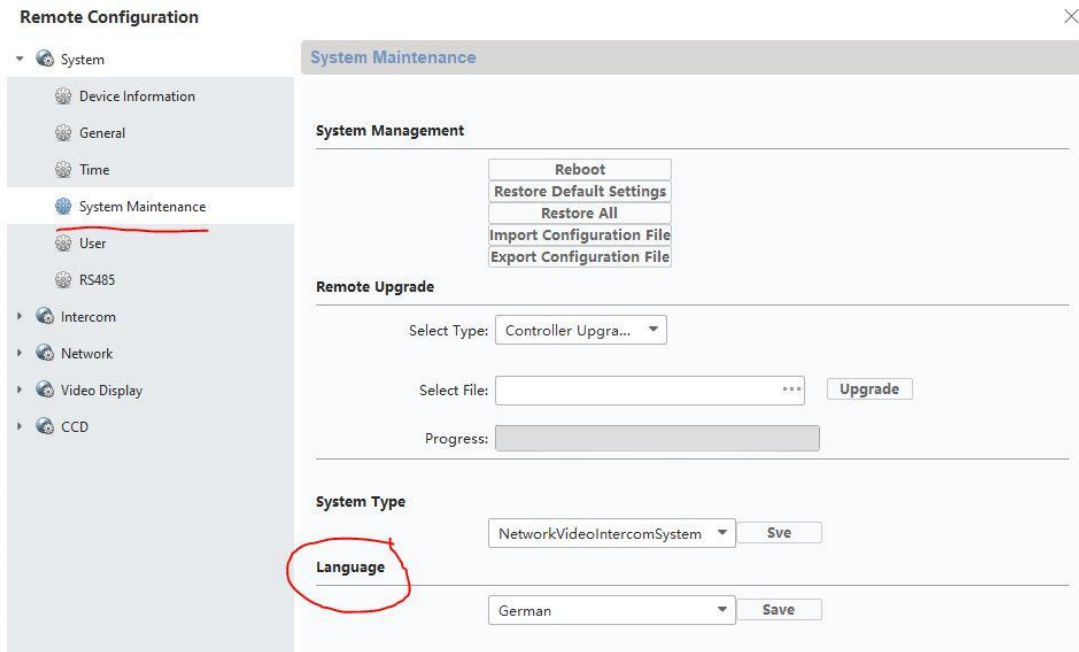 Remote Configuration
System
Device Information
General
Time
System Maintenance
User
RS485
Intercom
Network
Video Display
CCD
System Maintenance
System Management
Reboot
Restore Default Settings
Restore All
Import Configuration File
Export Configuration File
Remote Upgrade
Select Type: Controller Upgra...
Select File: ... Upgrade
Progress:
System Type
NetworkVideoIntercomSystem Sve
Language
German Save